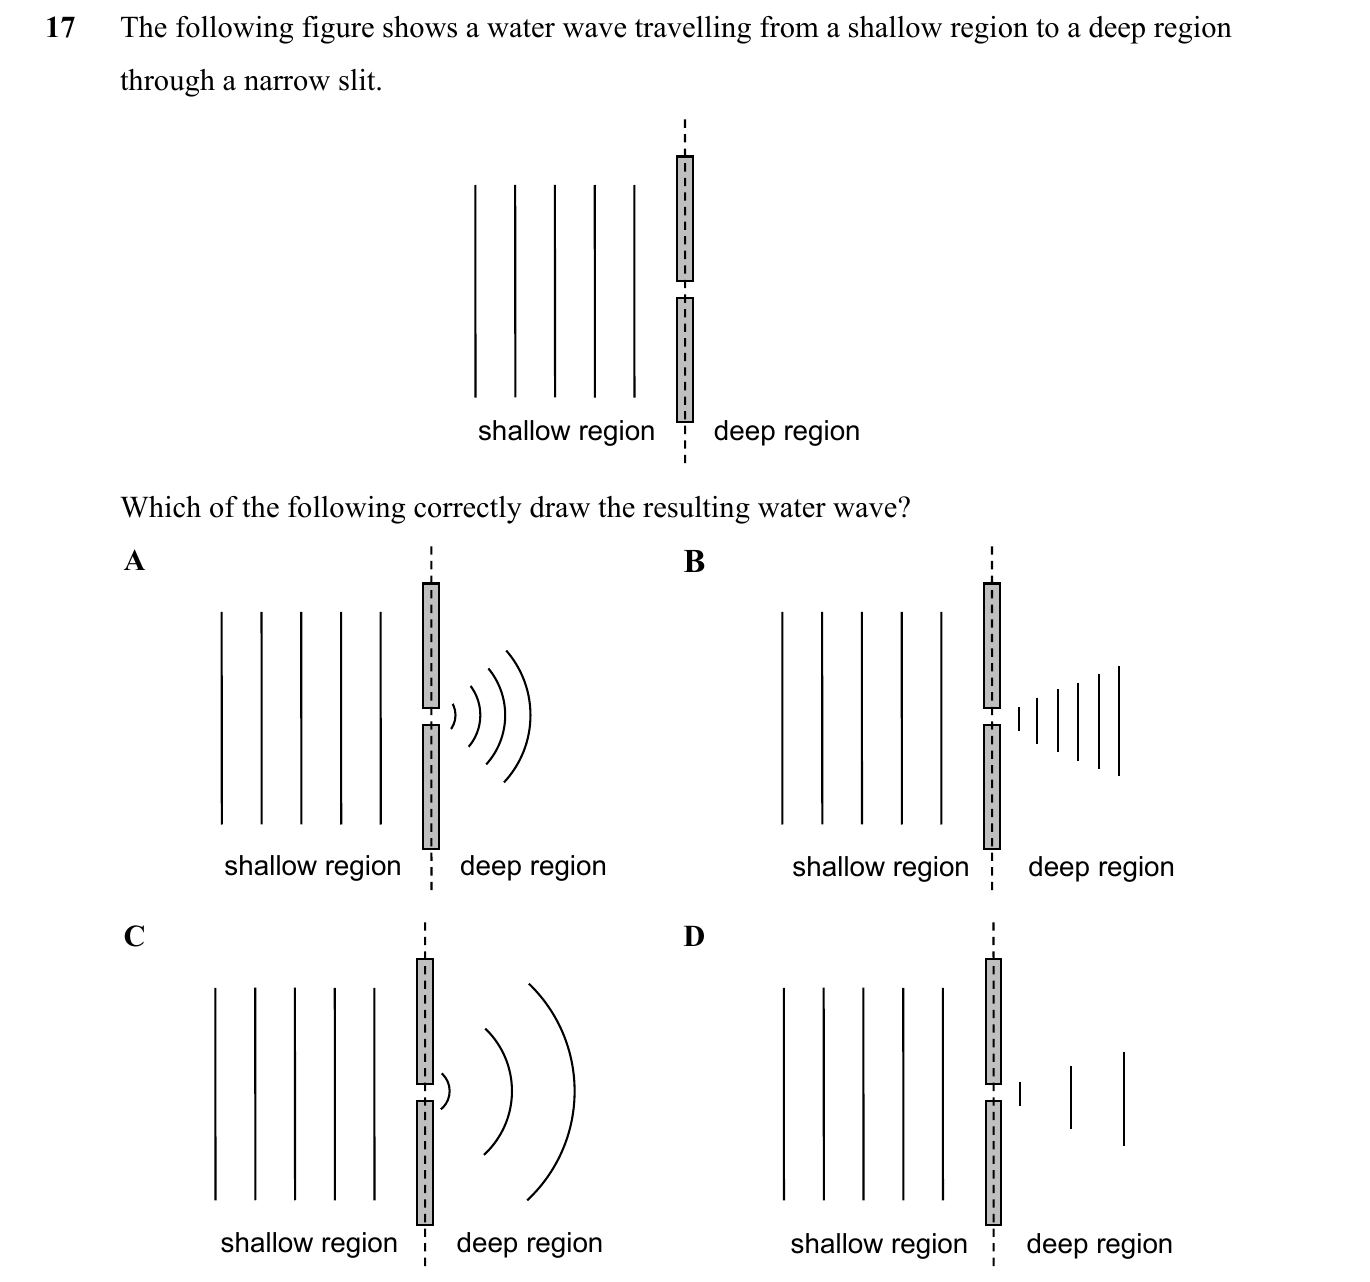 17 The following figure shows a water wave travelling from a shallow region to a deep region
through a narrow slit.
shallow region deep region
Which of the following correctly draw the resulting water wave?
A B
shallow region deep region shallow region deep region
C D
shallow region deep region shallow region deep region